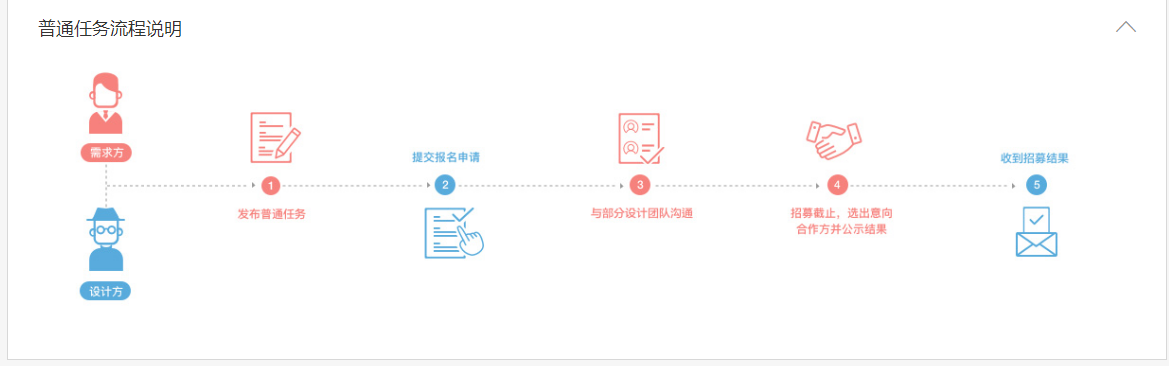 普通任务流程说明
需求方
提交报名申请
收到招募结果
1
2
3
4
5
发布普通任务
与部分设计团队沟通
招募截止，选出意向
合作方并公示结果
设计方